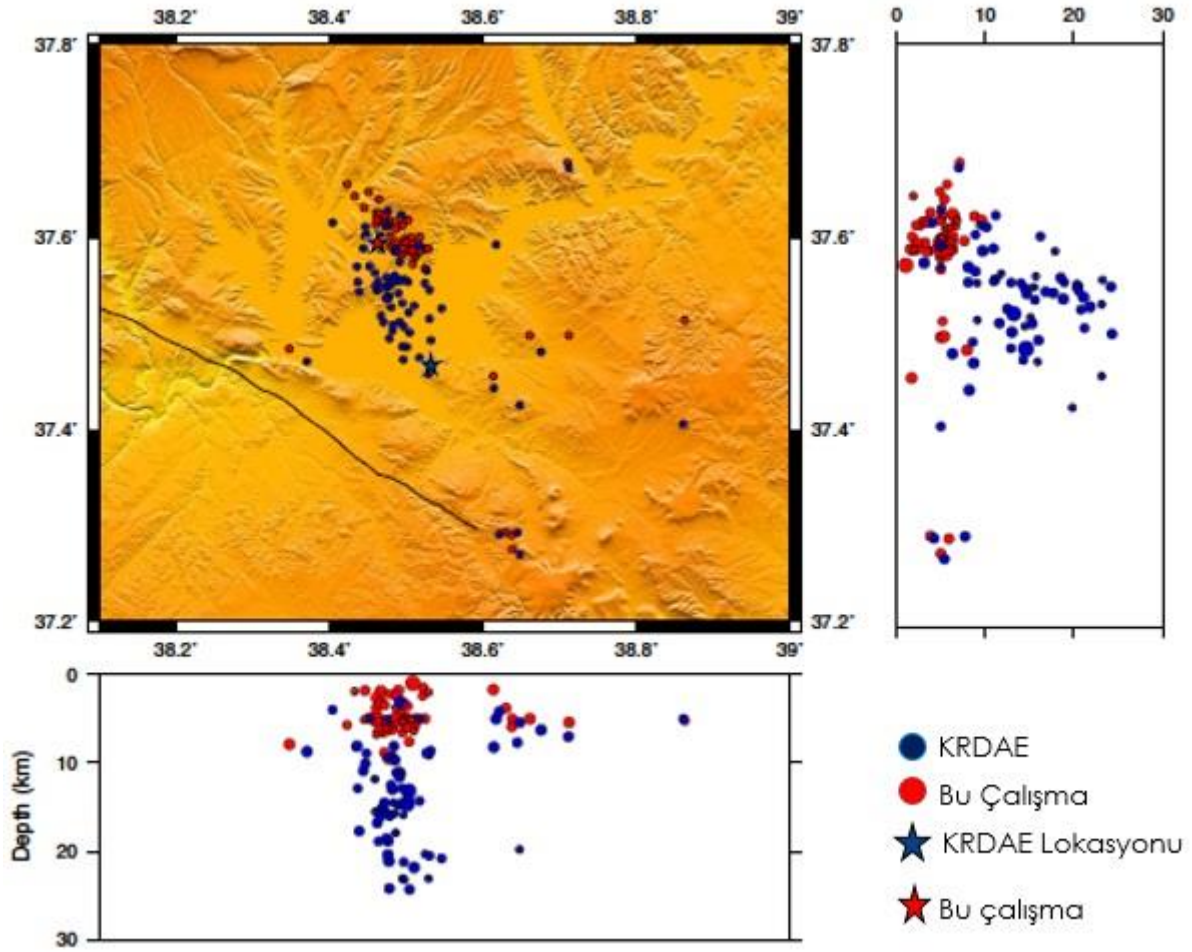 38.2° 38.4° 38.6° 38.8° 39°
0 10 20 30
37.8° 37.8°
37.6° 37.6°
37.4° 37.4°
37.2° 37.2°
38.2° 38.4° 38.6° 38.8° 39°
0
10
20
30
Depth (km)
KRDAE
Bu Çalışma
KRDAE Lokasyonu
Bu çalışma